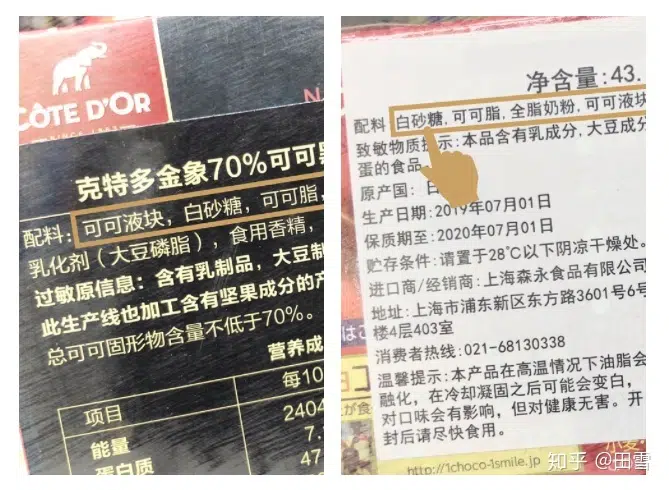 CÔTE D'OR
克特多金象70%可可黑
配料:可可液块，白砂糖，可可脂，
乳化剂（大豆磷脂），食用香精，
过敏原信息：含有乳制品，大豆制
此生产线也加工含有坚果成分的产
总可可固形物含量不低于70%。
营养成
项目
每10
能量
2404
蛋白质
7.
47
净含量:43.
配料 白砂糖, 可可脂, 全脂奶粉, 可可液块
致敏物质提示:本品含有乳成分, 大豆成分
蛋的食品
原产国: 日
生产日期:2019年07月01日
保质期至:2020年07月01日
贮存条件:请置于28℃以下阴凉干燥处。
进口商/经销商:上海森永食品有限公司
地址:上海市浦东新区东方路3601号6号
楼4层403室
消费者热线:021-68130338
温馨提示:本产品在高温情况下油脂会
融化，在冷却凝固之后可能会变白，
对口味会有影响，但对健康无害。开
封后请尽快食用。
http://1choco-1smile.jp
知乎 @田雪